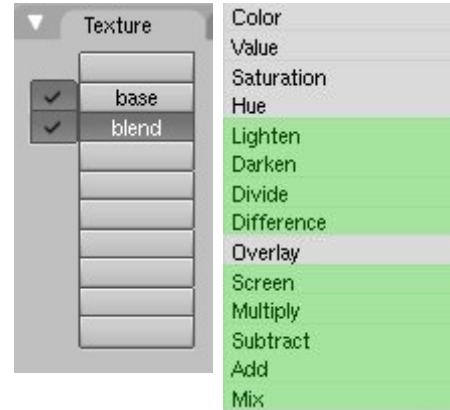 Texture
base
blend
Color
Value
Saturation
Hue
Lighten
Darken
Divide
Difference
Overlay
Screen
Multiply
Subtract
Add
Mix